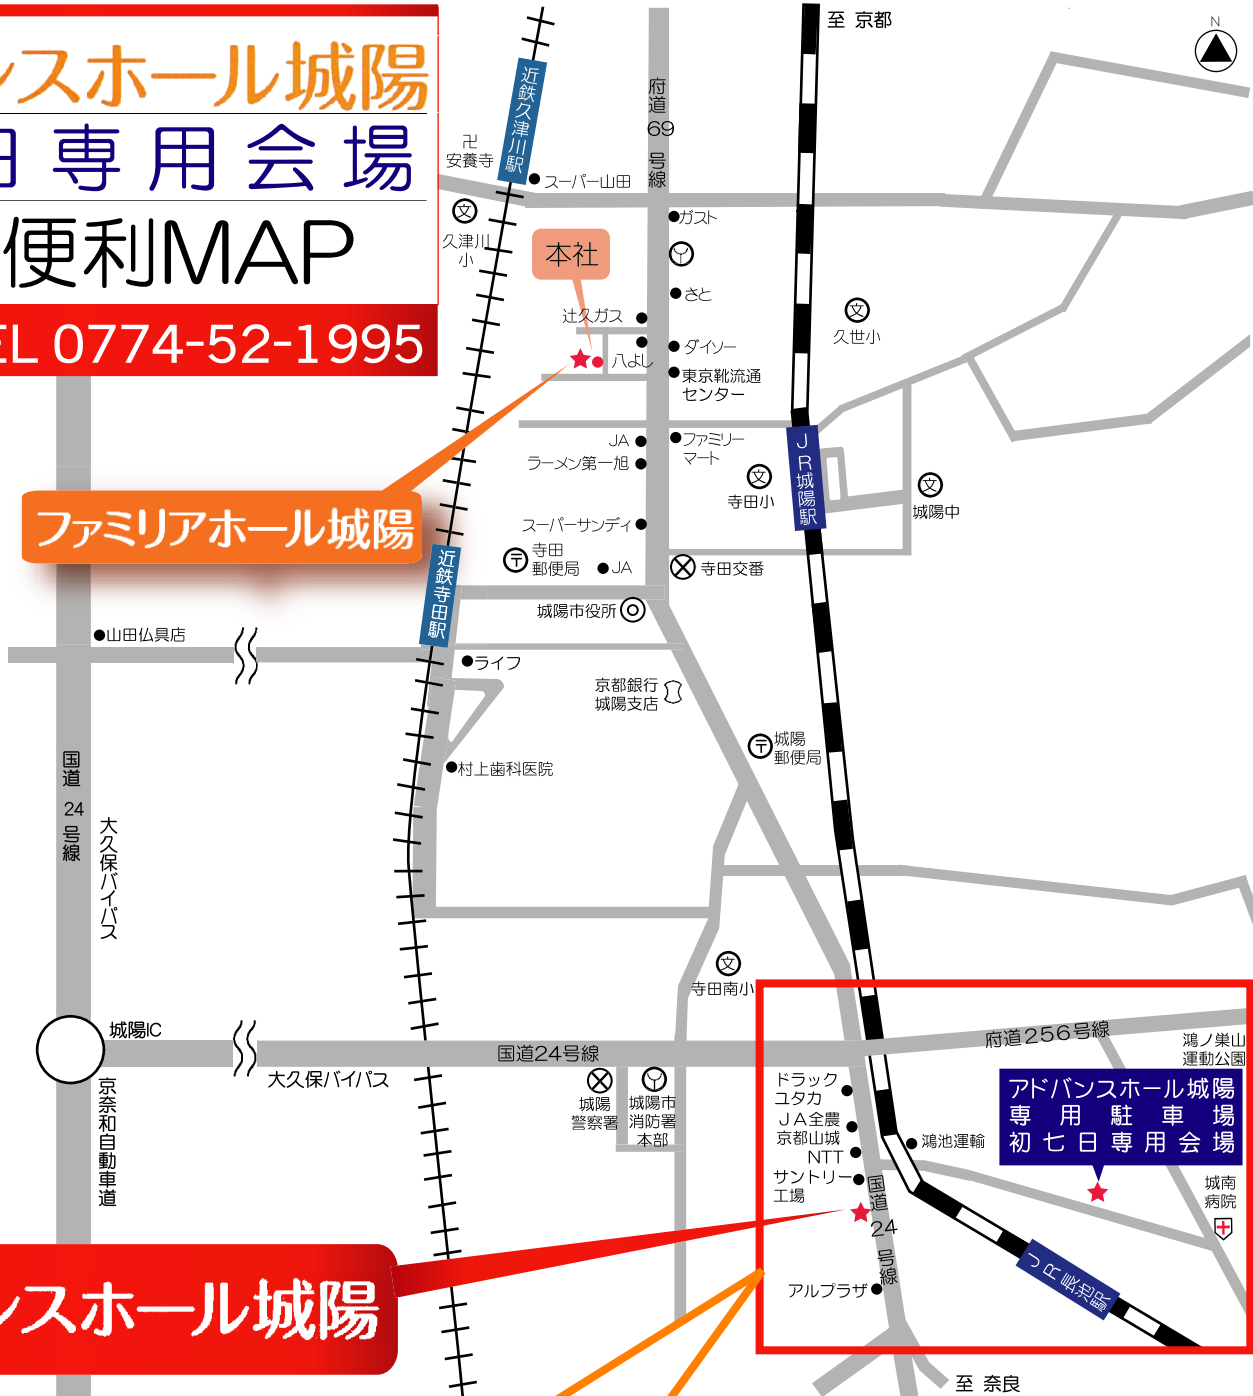 ンスホール城陽
日専用会場
便利MAP
EL 0774-52-1995
至 京都
N
近鉄久津川駅
府道69号線
卍
安養寺
スーパー山田
文
久津川
小
ガスト
本社
さと
辻久ガス
文
久世小
ダイソー
八よし
東京靴流通
センター
JA
ファミリー
マート
ラーメン第一旭
JR城陽駅
文
寺田小
文
城陽中
ファミリアホール城陽
スーパーサンディ
近鉄寺田駅
寺田
郵便局
JA
寺田交番
城陽市役所
山田仏具店
ライフ
京都銀行
城陽支店
城陽
郵便局
国道24号線
村上歯科医院
大久保バイパス
文
寺田南小
城陽IC
国道24号線
府道256号線
鴻ノ巣山
運動公園
大久保バイパス
京奈和自動車道
城陽
警察署
城陽市
消防署
本部
ドラック
ユタカ
JA全農
京都山城
NTT
サントリー
工場
アドバンスホール城陽
専用駐車場
初七日専用会場
鴻池運輸
国道24号線
城南
病院
ンスホール城陽
アルプラザ
JR長池駅
至 奈良